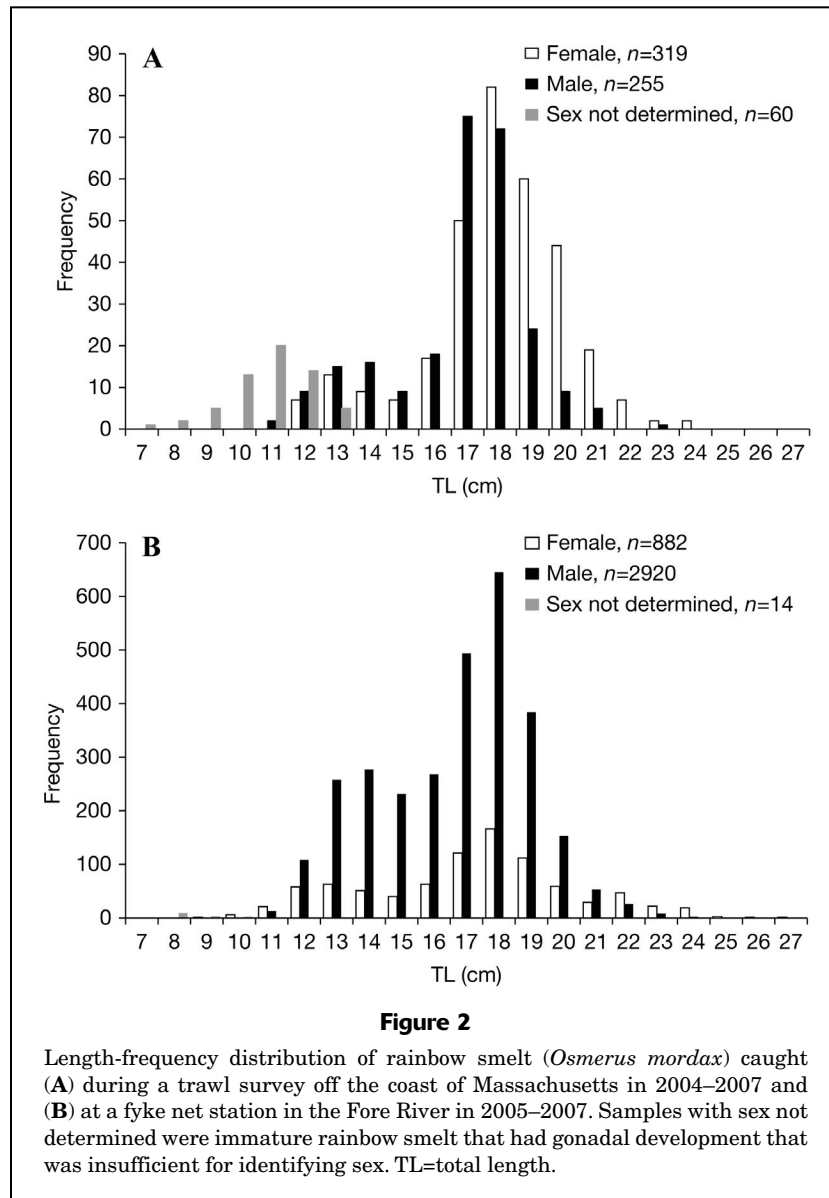 A
Female, n=319
Male, n=255
Sex not determined, n=60
Frequency
90
80
70
60
50
40
30
20
10
0
7 8 9 10 11 12 13 14 15 16 17 18 19 20 21 22 23 24 25 26 27
TL (cm)
B
Female, n=882
Male, n=2920
Sex not determined, n=14
Frequency
700
600
500
400
300
200
100
0
7 8 9 10 11 12 13 14 15 16 17 18 19 20 21 22 23 24 25 26 27
TL (cm)
Figure 2
Length-frequency distribution of rainbow smelt (Osmerus mordax) caught
(A) during a trawl survey off the coast of Massachusetts in 2004–2007 and
(B) at a fyke net station in the Fore River in 2005–2007. Samples with sex not
determined were immature rainbow smelt that had gonadal development that
was insufficient for identifying sex. TL=total length.